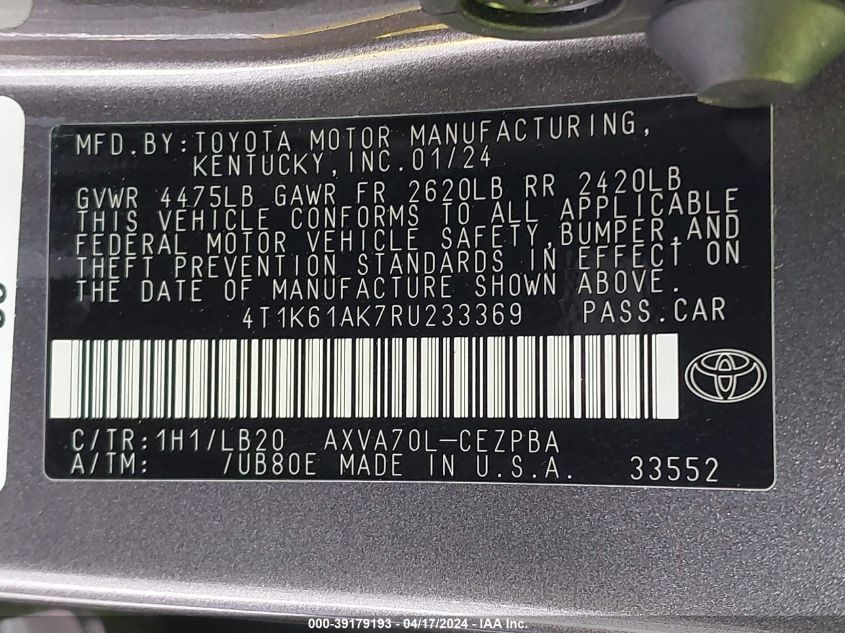 MFD.BY:TOYOTA MOTOR MANUFACTURING,
KENTUCKY,INC.01/24
GVWR 4475LB GAWR FR 2620LB RR 2420LB
THIS VEHICLE CONFORMS TO ALL APPLICABLE
FEDERAL MOTOR VEHICLE SAFETY,BUMPER,AND
THEFT PREVENTION STANDARDS IN EFFECT ON
THE DATE OF MANUFACTURE SHOWN ABOVE.
4T1K61AK7RU233369 PASS.CAR
C/TR:1H1/LB20 AXVA70L-CEZPBA
A/TM: /UB80E MADE IN U.S.A. 33552
000-39179193 - 04/17/2024 - IAA Inc.